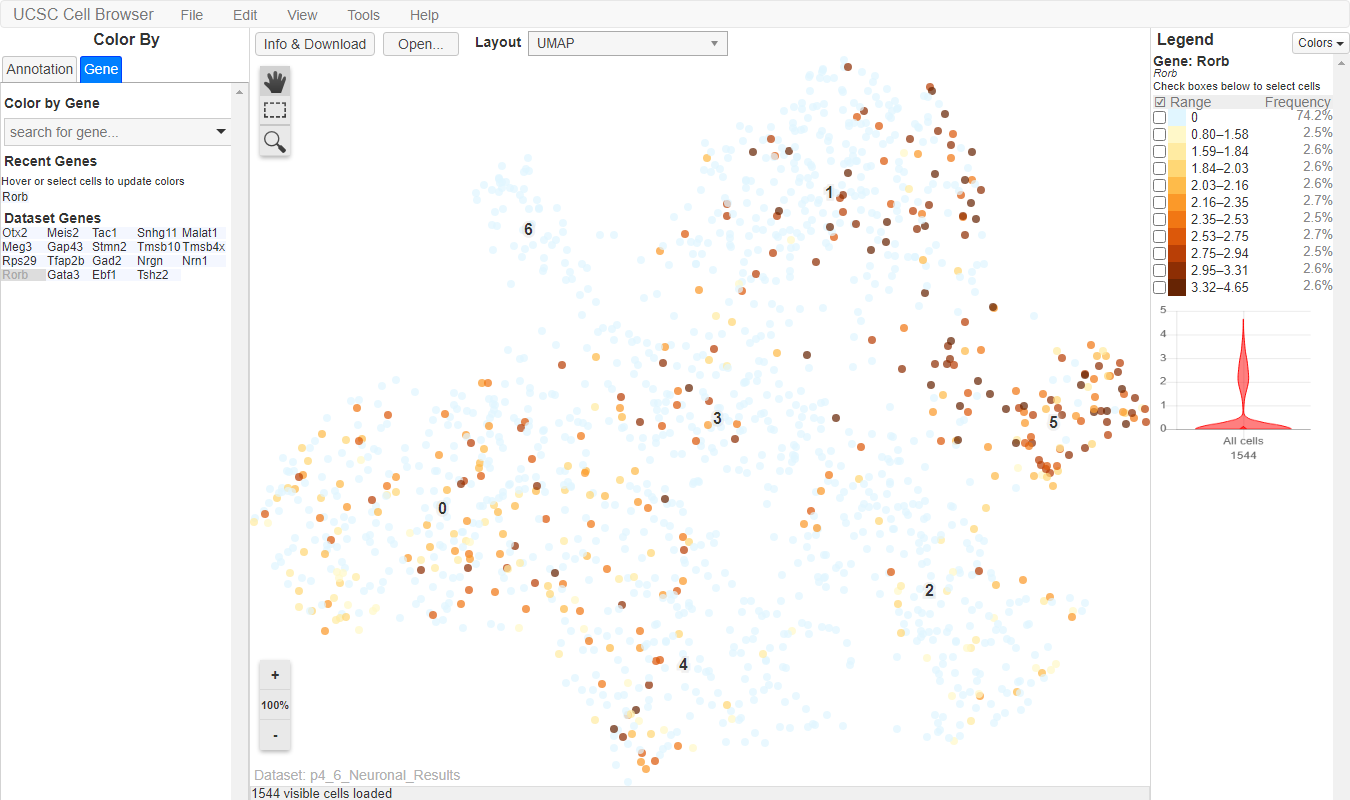 UCSC Cell Browser File Edit View Tools Help
Color By
Annotation Gene
Color by Gene
search for gene...
Recent Genes
Hover or select cells to update colors
Rorb
Dataset Genes
Otx2 Meis2 Tac1 Snhg11 Malat1
Meg3 Gap43 Stmn2 Tmsb10 Tmsb4x
Rps29 Tfap2b Gad2 Nrgn Nrn1
Rorb Gata3 Ebf1 Tshz2
Info & Download Open... Layout UMAP
1
6
3
5
0
2
4
+
100%
-
Dataset: p4_6_Neuronal_Results
1544 visible cells loaded
Legend Colors
Gene: Rorb
Rorb
Check boxes below to select cells
Range Frequency
0 74.2%
0.80–1.58 2.5%
1.59–1.84 2.6%
1.84–2.03 2.6%
2.03–2.16 2.6%
2.16–2.35 2.7%
2.35–2.53 2.5%
2.53–2.75 2.7%
2.75–2.94 2.5%
2.95–3.31 2.6%
3.32–4.65 2.6%
5
4
3
2
1
0
All cells
1544